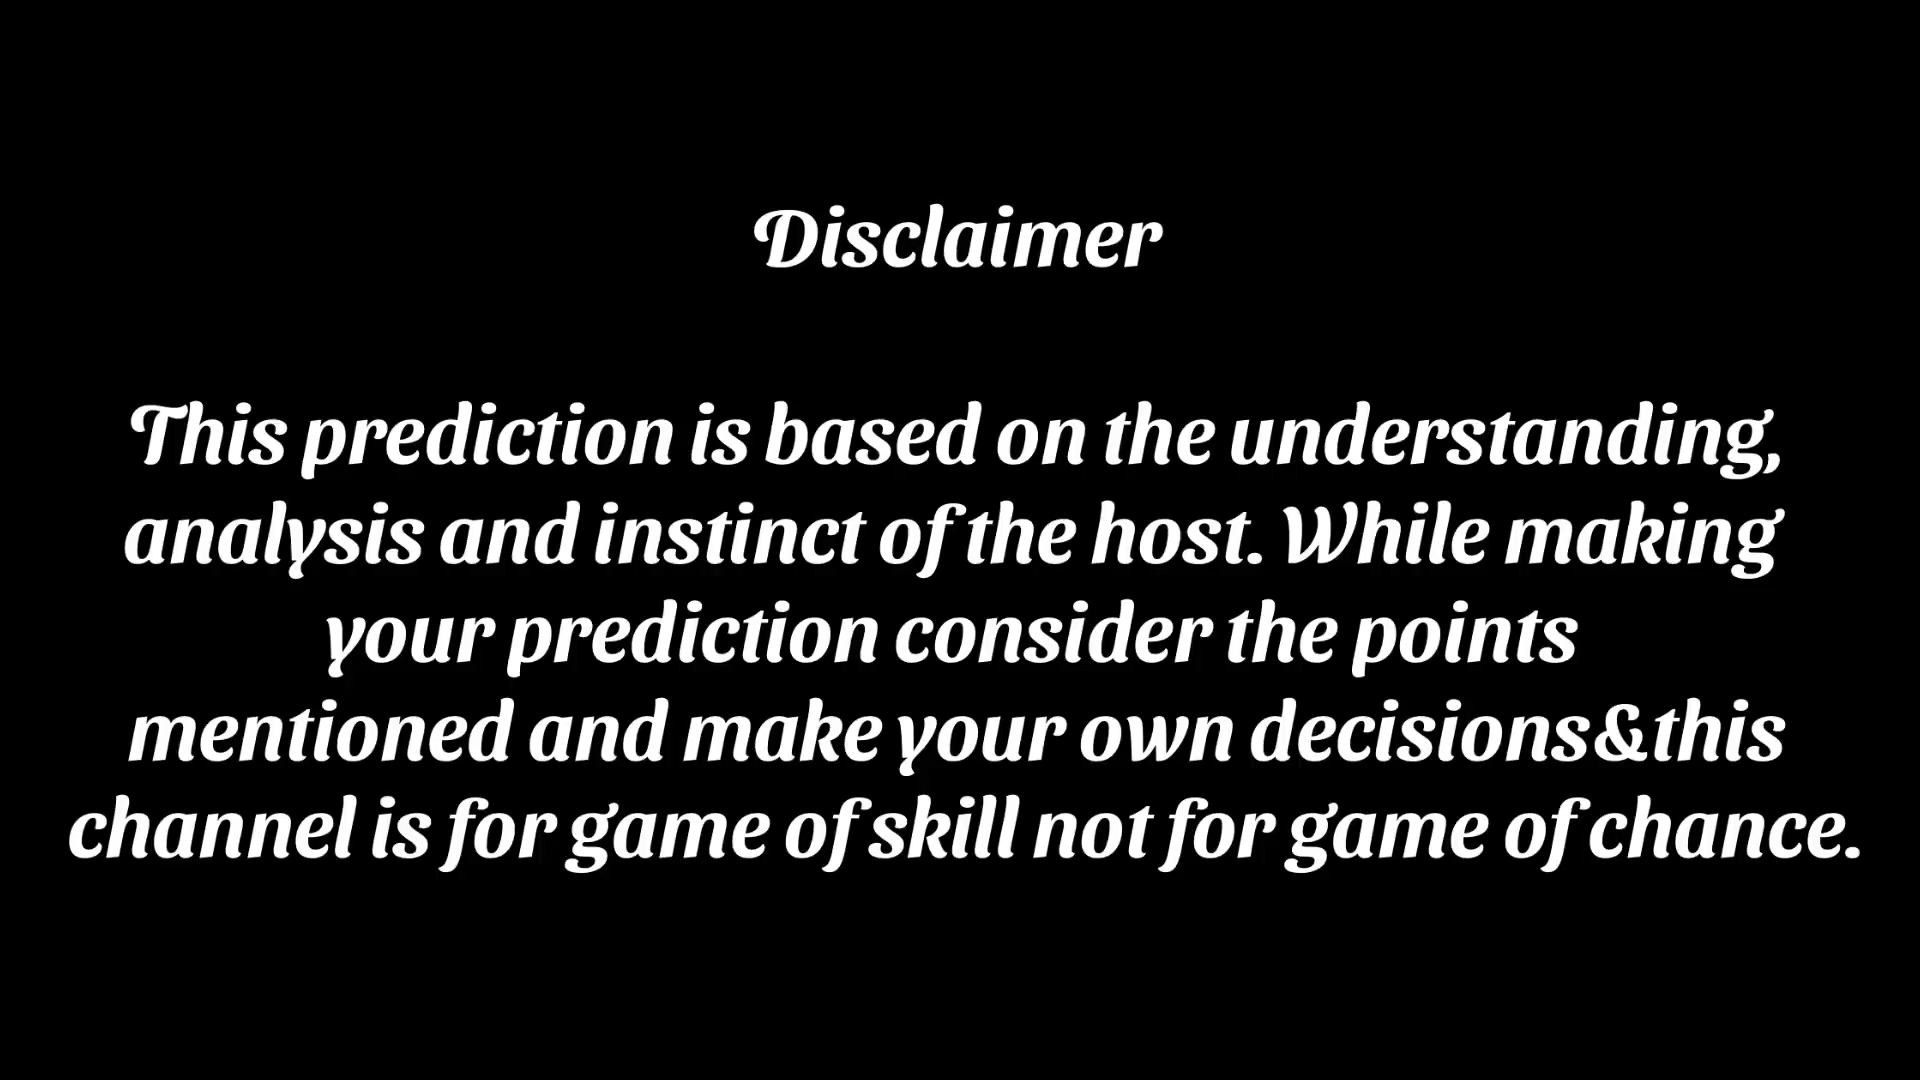 Disclaimer
This prediction is based on the understanding,
analysis and instinct of the host. While making
your prediction consider the points
mentioned and make your own decisions&this
channel is for game of skill not for game of chance.